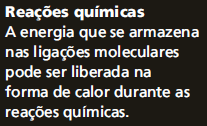 Reações químicas
A energia que se armazena
nas ligações moleculares
pode ser liberada na
forma de calor durante as
reações químicas.